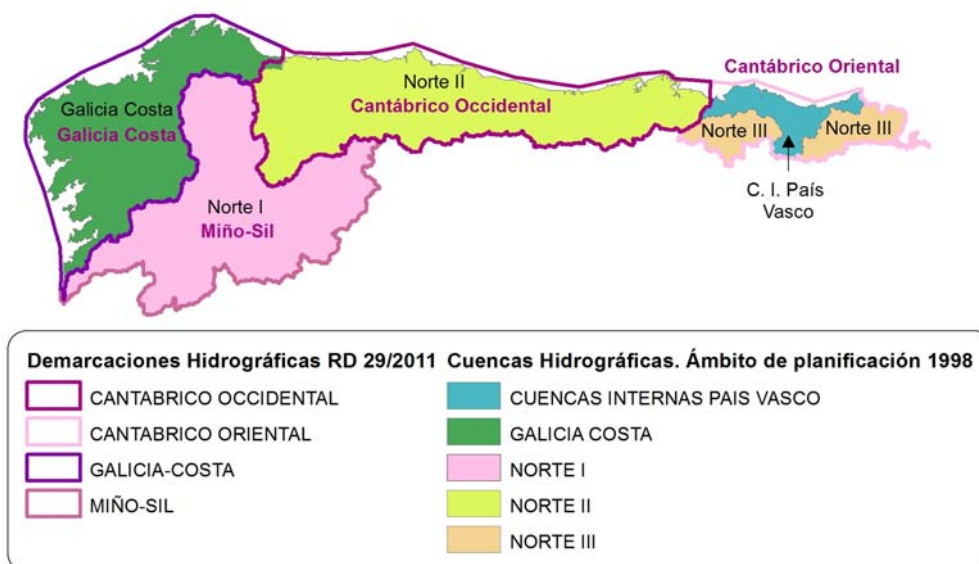 Norte II
Cantábrico Occidental
Cantábrico Oriental
Galicia Costa
Galicia Costa
Norte III
Norte III
C. I. País
Vasco
Norte I
Miño-Sil
Demarcaciones Hidrográficas RD 29/2011
CANTABRICO OCCIDENTAL
CANTABRICO ORIENTAL
GALICIA-COSTA
MIÑO-SIL
Cuencas Hidrográficas. Ámbito de planificación 1998
CUENCAS INTERNAS PAIS VASCO
GALICIA COSTA
NORTE I
NORTE II
NORTE III